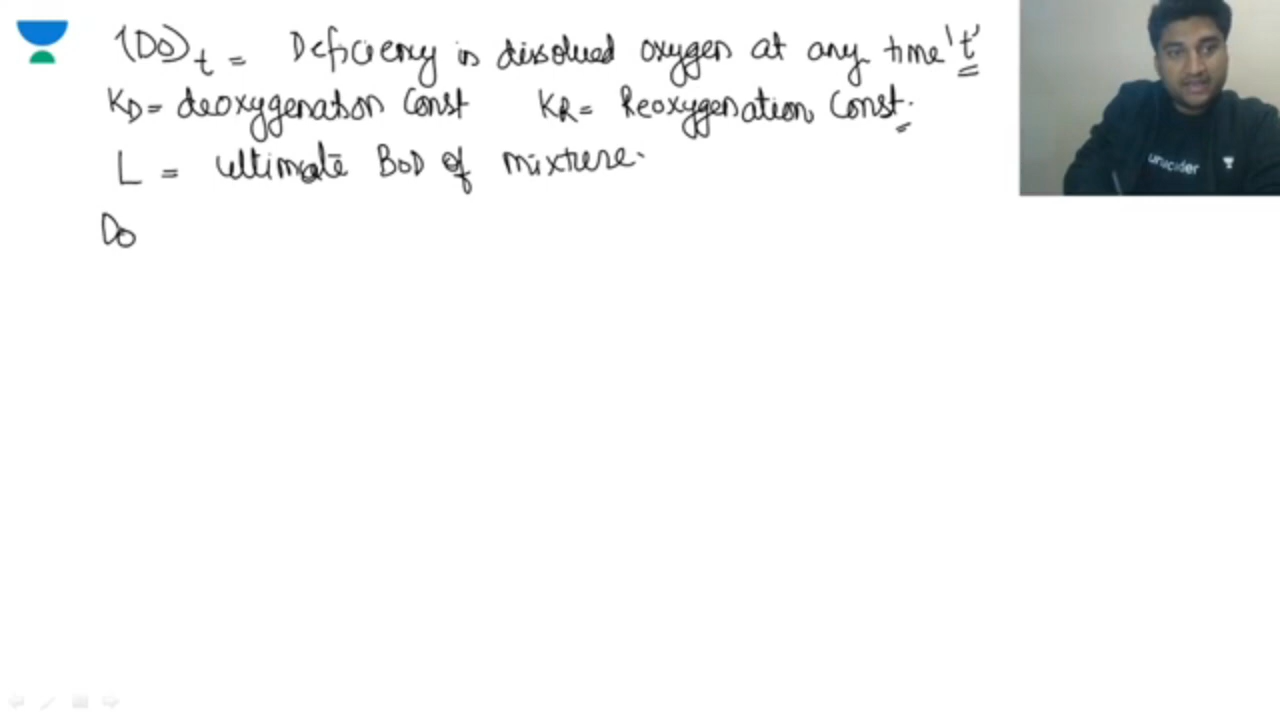 (DO)t = Deficiency in dissolved oxygen at any time 't'
KD = deoxygenation Const KR = Reoxygenation Const.
L = Ultimate BOD of mixture.
Do
unacader